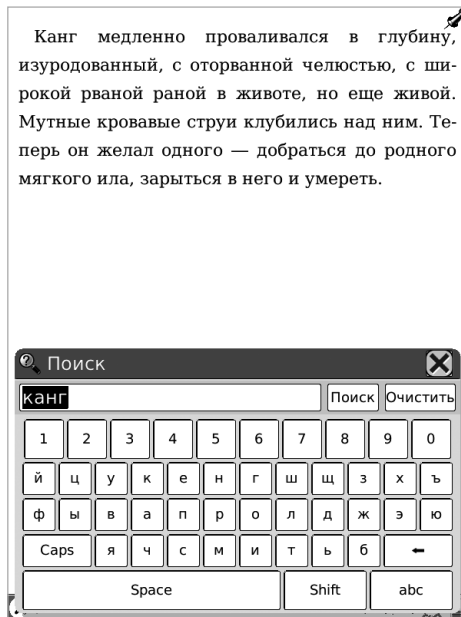 Канг медленно проваливался в глубину,
изуродованный, с оторванной челюстью, с ши-
рокой рваной раной в животе, но еще живой.
Мутные кровавые струи клубились над ним. Те-
перь он желал одного — добраться до родного
мягкого ила, зарыться в него и умереть.
Поиск
канг Поиск Очистить
1 2 3 4 5 6 7 8 9 0
й ц у к е н г ш щ з х ъ
ф ы в а п р о л д ж э ю
Caps я ч с м и т ь б
Space Shift abc